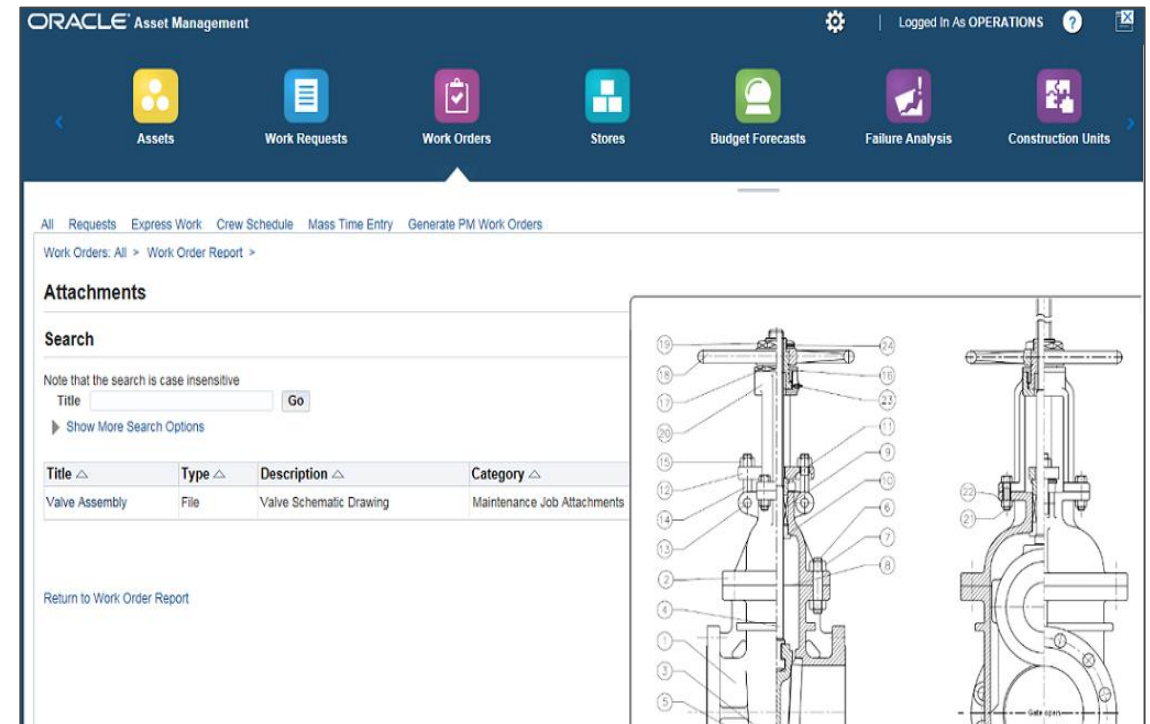 ORACLE® Asset Management
Logged In As OPERATIONS ?
Assets
Work Requests
Work Orders
Stores
Budget Forecasts
Failure Analysis
Construction Units
All Requests Express Work Crew Schedule Mass Time Entry Generate PM Work Orders
Work Orders: All > Work Order Report >
Attachments
Search
Note that the search is case insensitive
Title
Go
Show More Search Options
Title Type Description Category
Valve Assembly File Valve Schematic Drawing Maintenance Job Attachments
Return to Work Order Report
19
24
18
16
17
23
20
11
15
9
12
10
14
6
13
7
2
8
4
1
3
5
22
21
Gate open